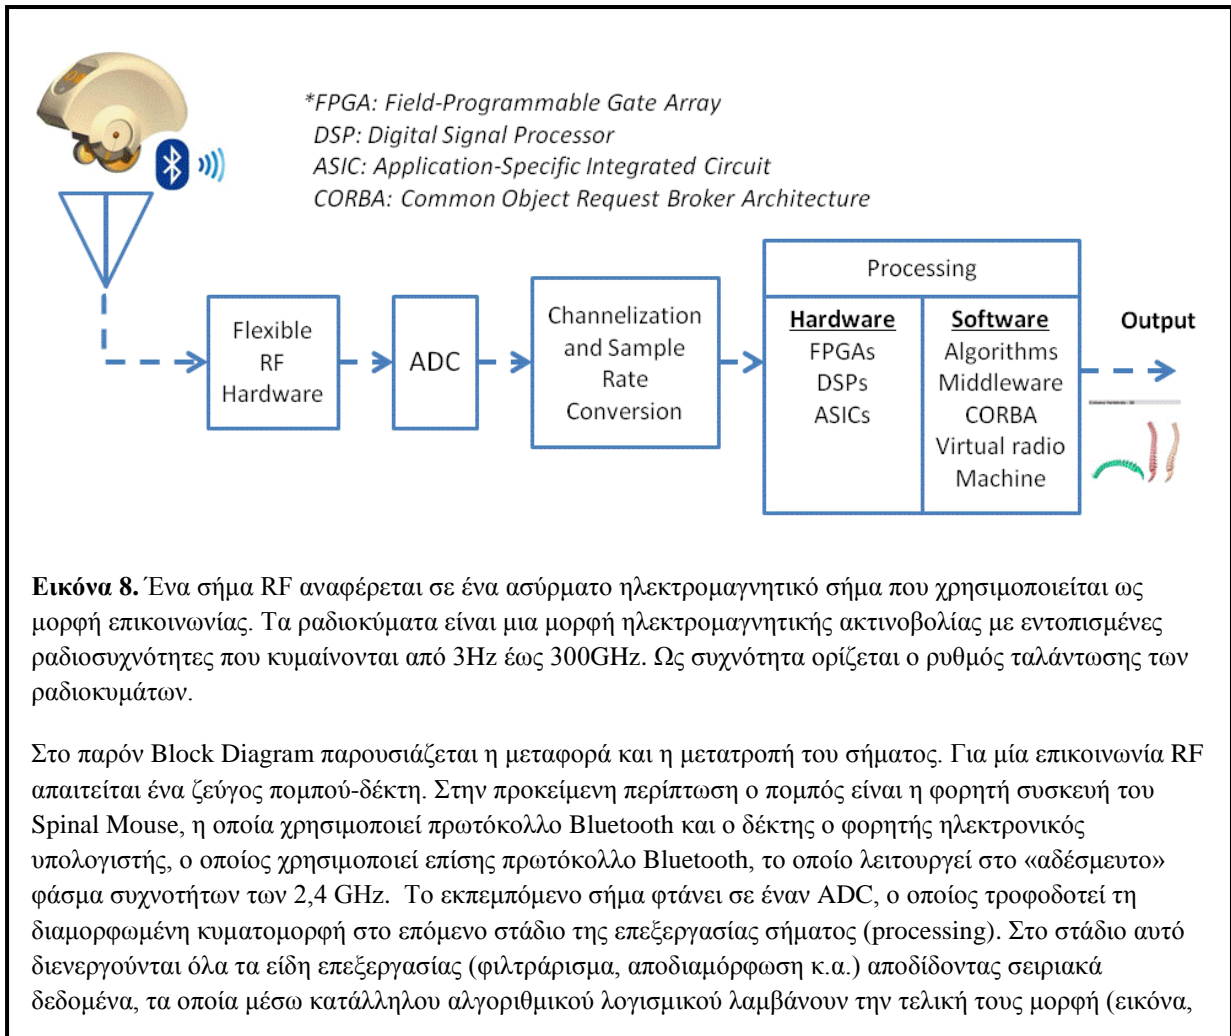 *FPGA: Field-Programmable Gate Array
DSP: Digital Signal Processor
ASIC: Application-Specific Integrated Circuit
CORBA: Common Object Request Broker Architecture
Flexible
RF
Hardware
ADC
Channelization
and Sample
Rate
Conversion
Processing
Hardware
FPGAs
DSPs
ASICs
Software
Algorithms
Middleware
CORBA
Virtual radio
Machine
Output
Εικόνα 8. Ένα σήμα RF αναφέρεται σε ένα ασύρματο ηλεκτρομαγνητικό σήμα που χρησιμοποιείται ως
μορφή επικοινωνίας. Τα ραδιοκύματα είναι μια μορφή ηλεκτρομαγνητικής ακτινοβολίας με εντοπισμένες
ραδιοσυχνότητες που κυμαίνονται από 3Hz έως 300GHz. Ως συχνότητα ορίζεται ο ρυθμός ταλάντωσης των
ραδιοκυμάτων.
Στο παρόν Block Diagram παρουσιάζεται η μεταφορά και η μετατροπή του σήματος. Για μία επικοινωνία RF
απαιτείται ένα ζεύγος πομπού-δέκτη. Στην προκείμενη περίπτωση ο πομπός είναι η φορητή συσκευή του
Spinal Mouse, η οποία χρησιμοποιεί πρωτόκολλο Bluetooth και ο δέκτης ο φορητής ηλεκτρονικός
υπολογιστής, ο οποίος χρησιμοποιεί επίσης πρωτόκολλο Bluetooth, το οποίο λειτουργεί στο «αδέσμευτο»
φάσμα συχνοτήτων των 2,4 GHz. Το εκπεμπόμενο σήμα φτάνει σε έναν ADC, ο οποίος τροφοδοτεί τη
διαμορφωμένη κυματομορφή στο επόμενο στάδιο της επεξεργασίας σήματος (processing). Στο στάδιο αυτό
διενεργούνται όλα τα είδη επεξεργασίας (φιλτράρισμα, αποδιαμόρφωση κ.α.) αποδίδοντας σειριακά
δεδομένα, τα οποία μέσω κατάλληλου αλγοριθμικού λογισμικού λαμβάνουν την τελική τους μορφή (εικόνα,